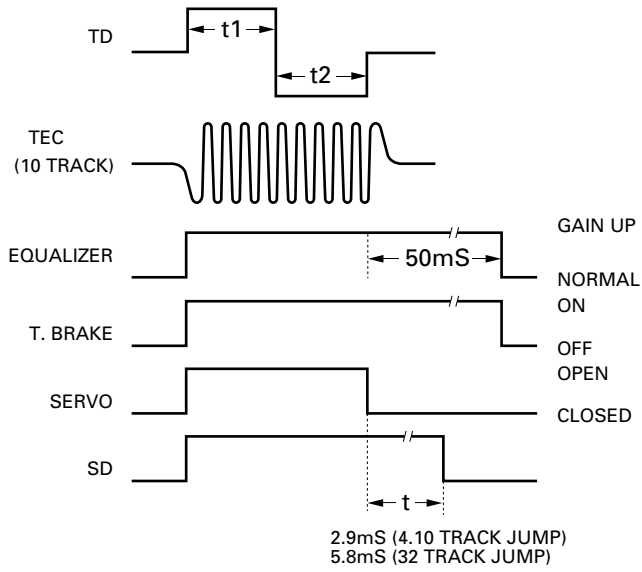 TD
t1
t2
TEC
(10 TRACK)
EQUALIZER
50mS
GAIN UP
NORMAL
T. BRAKE
ON
OFF
SERVO
OPEN
CLOSED
SD
t
2.9mS (4.10 TRACK JUMP)
5.8mS (32 TRACK JUMP)